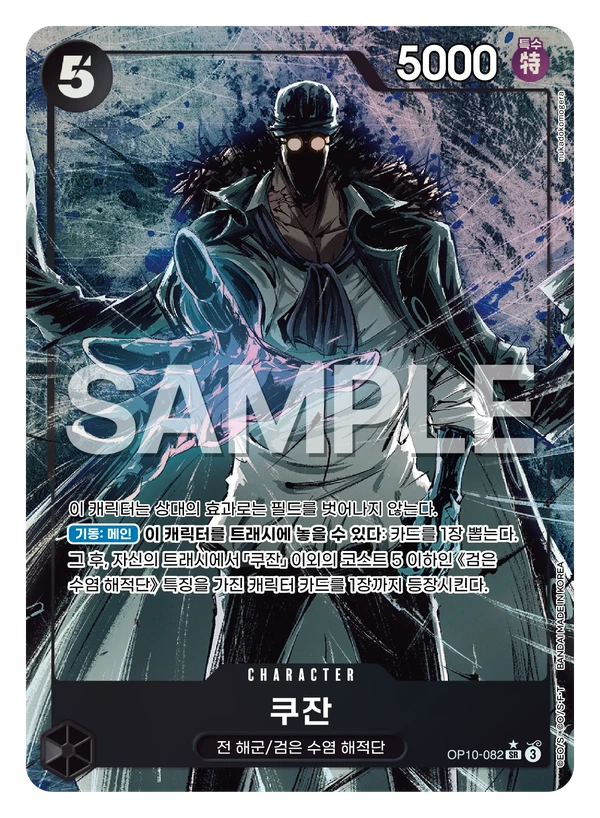 5
5000
특수
特
nukadokomogera
SAMPLE
이 캐릭터는 상대의 효과로는 필드를 벗어나지 않는다.
기동: 메인 이 캐릭터를 트래시에 놓을 수 있다: 카드를 1장 뽑는다.
그 후, 자신의 트래시에서 「쿠잔」 이외의 코스트 5 이하인 《검은
수염 해적단》 특징을 가진 캐릭터 카드를 1장까지 등장시킨다.
CHARACTER
쿠잔
전 해군/검은 수염 해적단
OP10-082 SR 3
©EO/S ©O/S·F·T BANDAI MADE IN KOREA